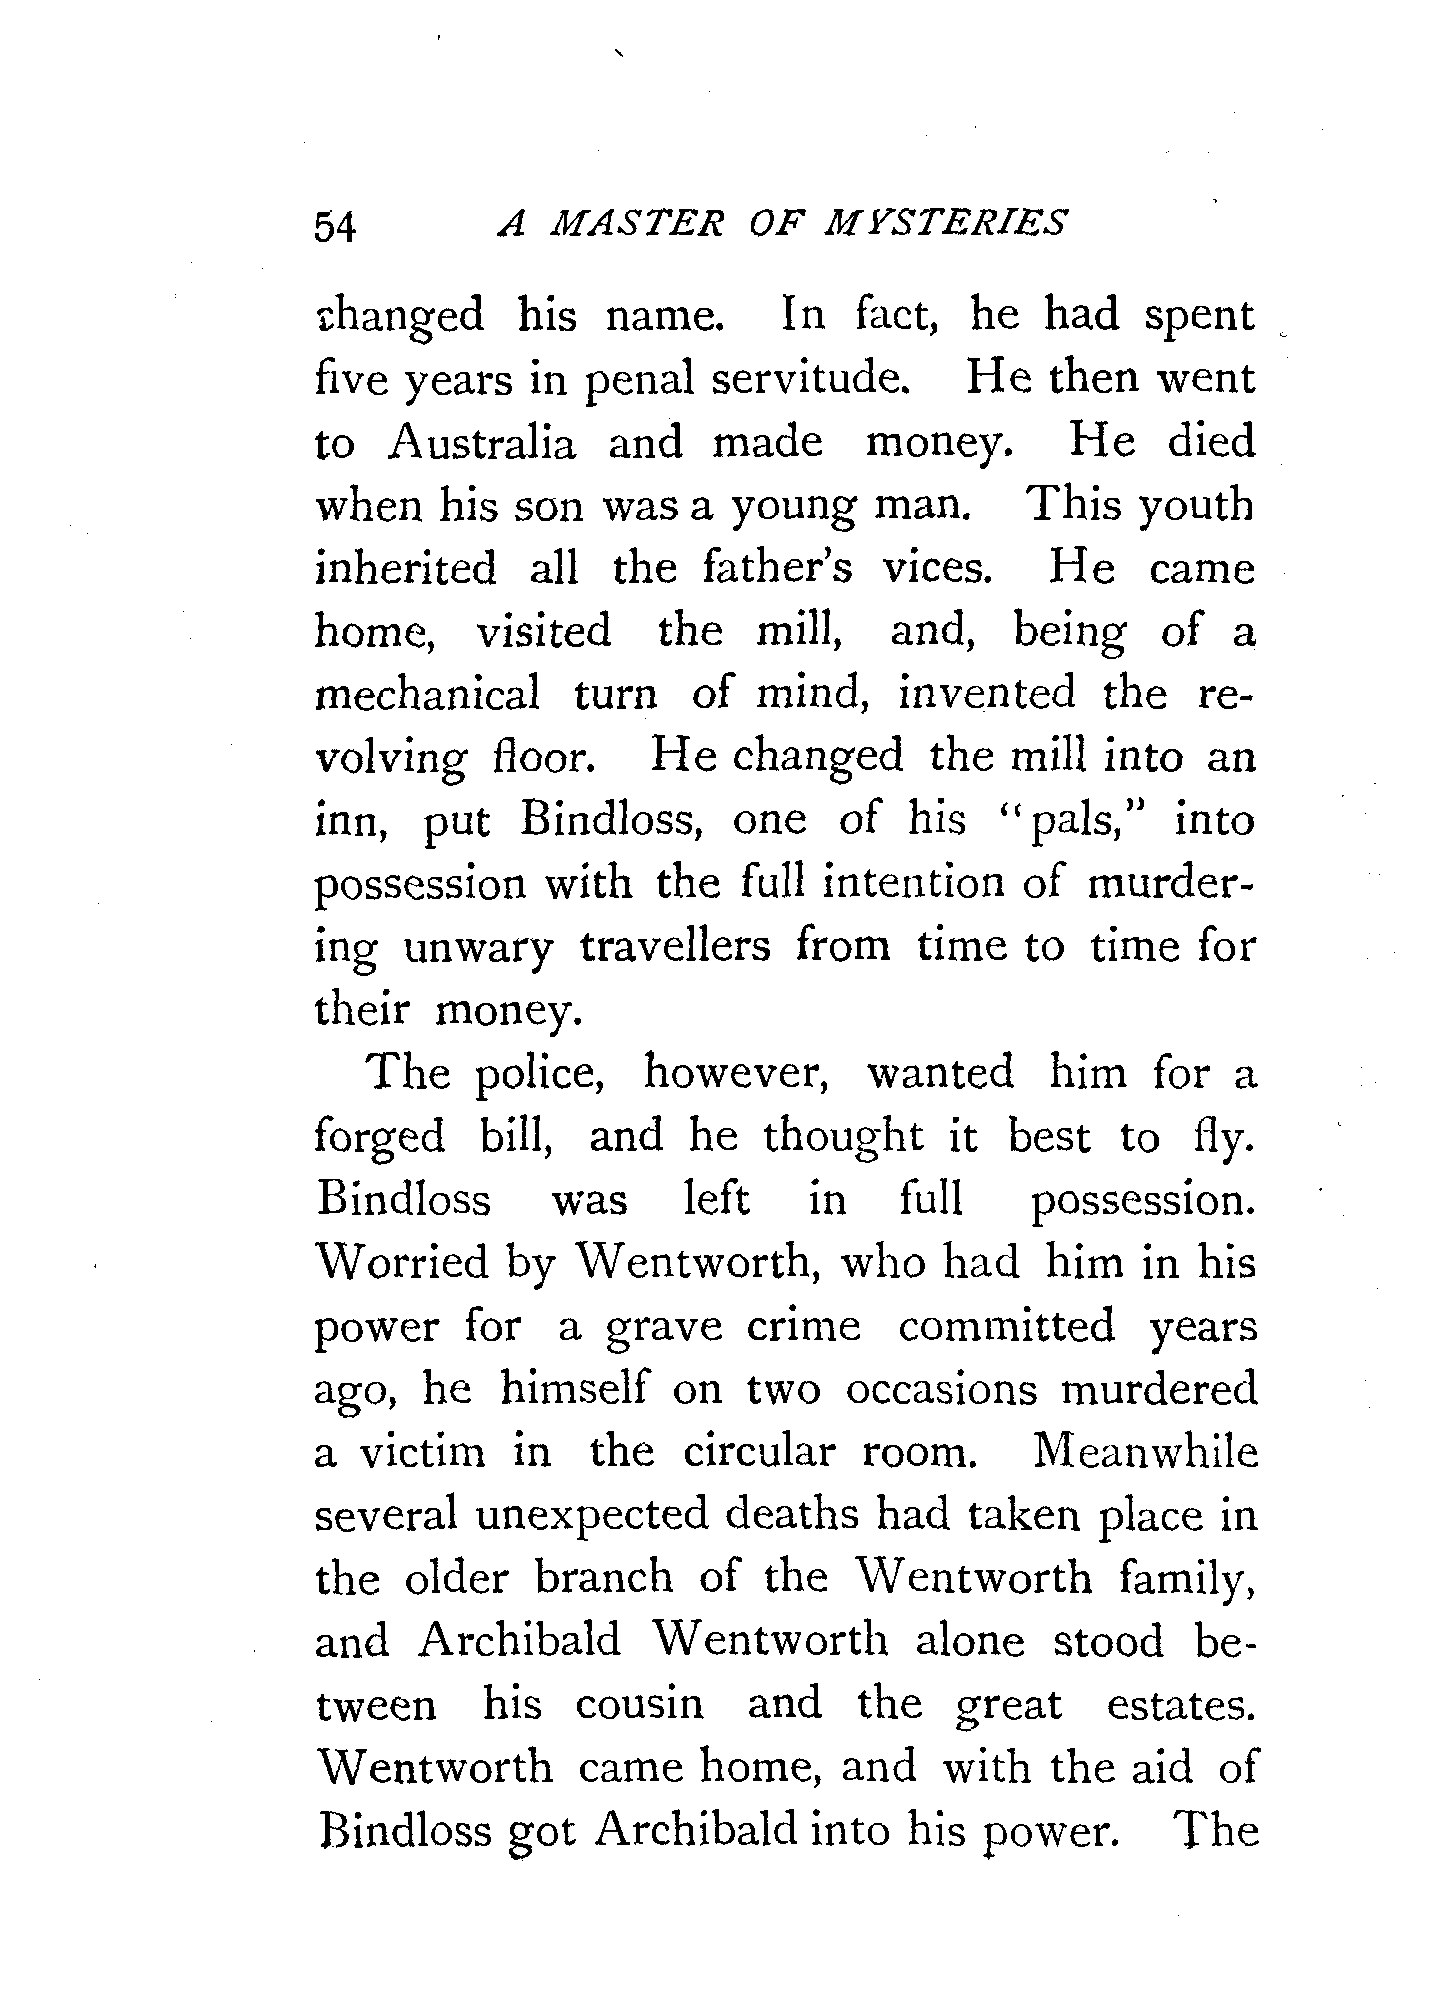 54 A MASTER OF MYSTERIES
changed his name. In fact, he had spent
five years in penal servitude. He then went
to Australia and made money. He died
when his son was a young man. This youth
inherited all the father's vices. He came
home, visited the mill, and, being of a
mechanical turn of mind, invented the re-
volving floor. He changed the mill into an
inn, put Bindloss, one of his "pals," into
possession with the full intention of murder-
ing unwary travellers from time to time for
their money.
The police, however, wanted him for a
forged bill, and he thought it best to fly.
Bindloss was left in full possession.
Worried by Wentworth, who had him in his
power for a grave crime committed years
ago, he himself on two occasions murdered
a victim in the circular room. Meanwhile
several unexpected deaths had taken place in
the older branch of the Wentworth family,
and Archibald Wentworth alone stood be-
tween his cousin and the great estates.
Wentworth came home, and with the aid of
Bindloss got Archibald into his power. The